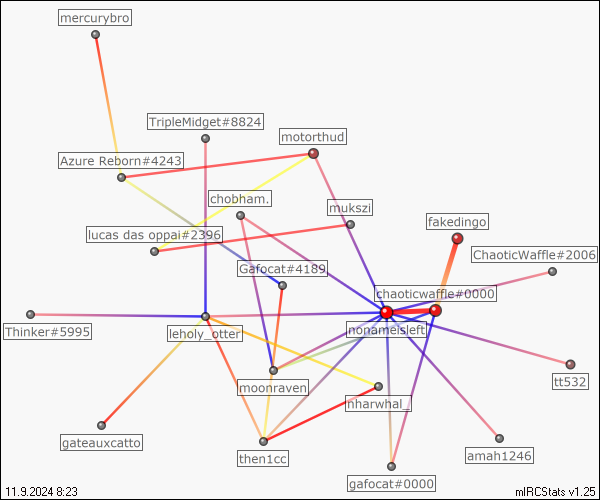 mercurybro
TripleMidget#8824
motorthud
Azure Reborn#4243
chobham.
mukszi
fakedingo
lucas das oppai#2396
ChaoticWaffle#2006
Gafocat#4189
chaoticwaffle#0000
Thinker#5995
leholy_otter
nonameisleft
moonraven
tt532
nharwhal_
gateauxcatto
then1cc
amah1246
gafocat#0000
11.9.2024 8:23
mIRCStats v1.25